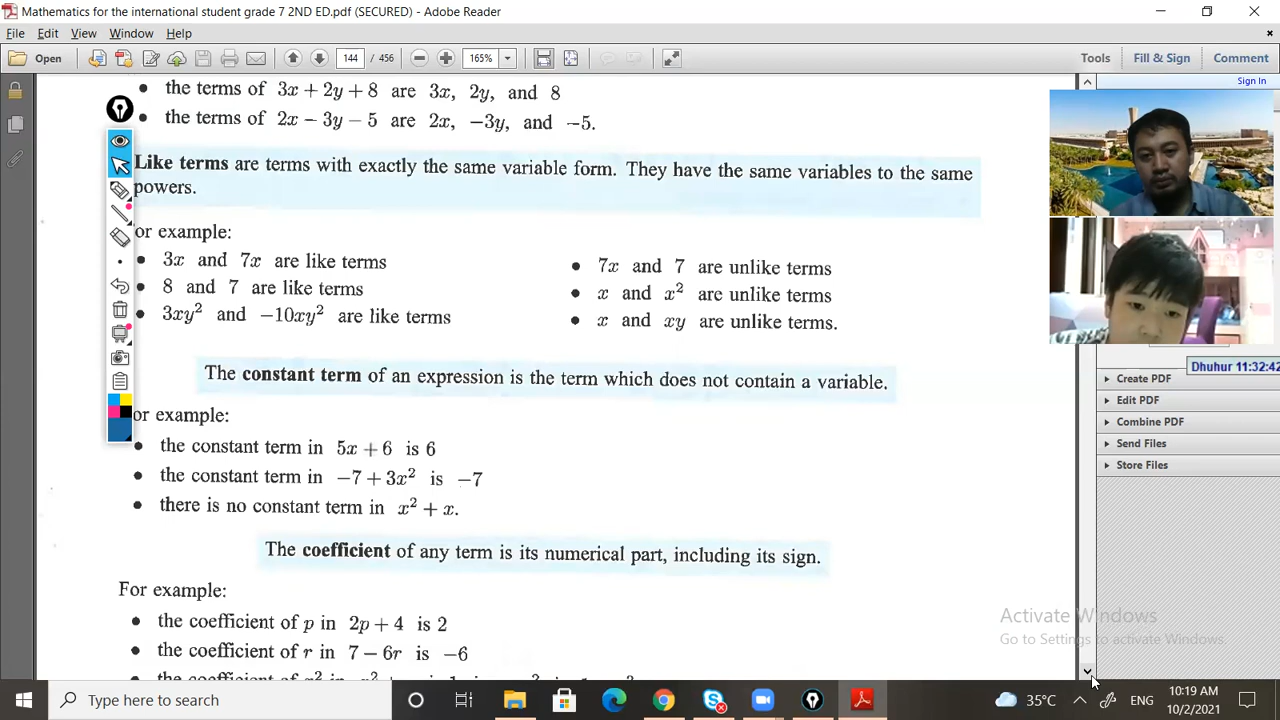 Mathematics for the international student grade 7 2ND ED.pdf (SECURED) - Adobe Reader
File Edit View Window Help
Open 144 / 456 165% Tools Fill & Sign Comment
Sign In
the terms of 3x + 2y + 8 are 3x, 2y, and 8
the terms of 2x − 3y − 5 are 2x, −3y, and −5.
Like terms are terms with exactly the same variable form. They have the same variables to the same
powers.
or example:
3x and 7x are like terms
8 and 7 are like terms
3xy² and −10xy² are like terms
7x and 7 are unlike terms
x and x² are unlike terms
x and xy are unlike terms.
The constant term of an expression is the term which does not contain a variable.
or example:
the constant term in 5x + 6 is 6
the constant term in −7 + 3x² is −7
there is no constant term in x² + x.
The coefficient of any term is its numerical part, including its sign.
For example:
the coefficient of p in 2p + 4 is 2
the coefficient of r in 7 − 6r is −6
Dhuhur 11:32:42
Create PDF
Edit PDF
Combine PDF
Send Files
Store Files
Activate Windows
Go to Settings to activate Windows.
Type here to search
35°C ENG 10:19 AM
10/2/2021